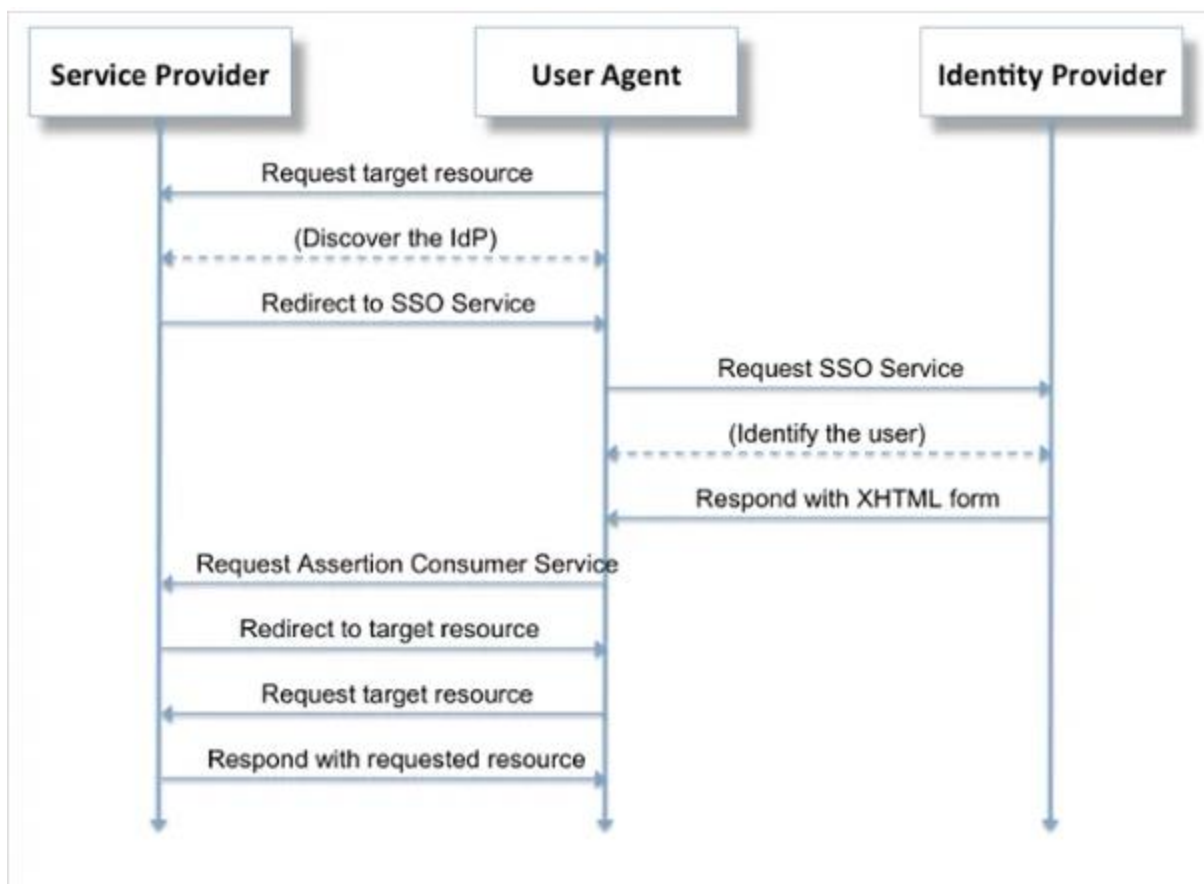 Service Provider
User Agent
Identity Provider
Request target resource
(Discover the IdP)
Redirect to SSO Service
Request SSO Service
(Identify the user)
Respond with XHTML form
Request Assertion Consumer Service
Redirect to target resource
Request target resource
Respond with requested resource